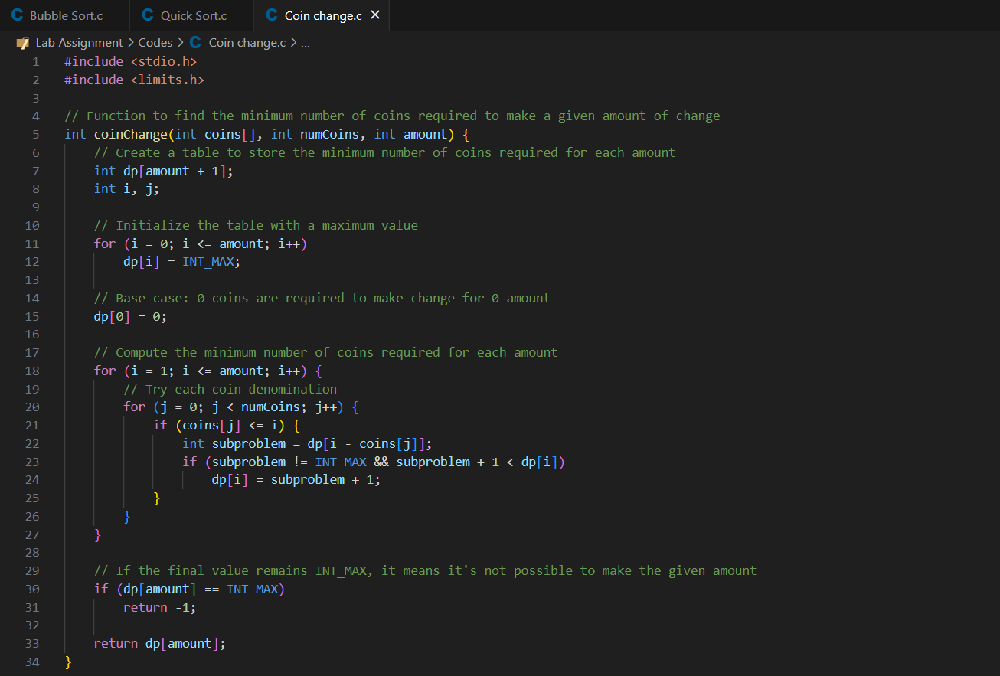 C Bubble Sort.c C Quick Sort.c C Coin change.c ×
Lab Assignment > Codes > C Coin change.c > ...
1 #include <stdio.h>
2 #include <limits.h>
3
4 // Function to find the minimum number of coins required to make a given amount of change
5 int coinChange(int coins[], int numCoins, int amount) {
6     // Create a table to store the minimum number of coins required for each amount
7     int dp[amount + 1];
8     int i, j;
9
10     // Initialize the table with a maximum value
11     for (i = 0; i <= amount; i++)
12         dp[i] = INT_MAX;
13
14     // Base case: 0 coins are required to make change for 0 amount
15     dp[0] = 0;
16
17     // Compute the minimum number of coins required for each amount
18     for (i = 1; i <= amount; i++) {
19         // Try each coin denomination
20         for (j = 0; j < numCoins; j++) {
21             if (coins[j] <= i) {
22                 int subproblem = dp[i - coins[j]];
23                 if (subproblem != INT_MAX && subproblem + 1 < dp[i])
24                     dp[i] = subproblem + 1;
25             }
26         }
27     }
28
29     // If the final value remains INT_MAX, it means it's not possible to make the given amount
30     if (dp[amount] == INT_MAX)
31         return -1;
32
33     return dp[amount];
34 }